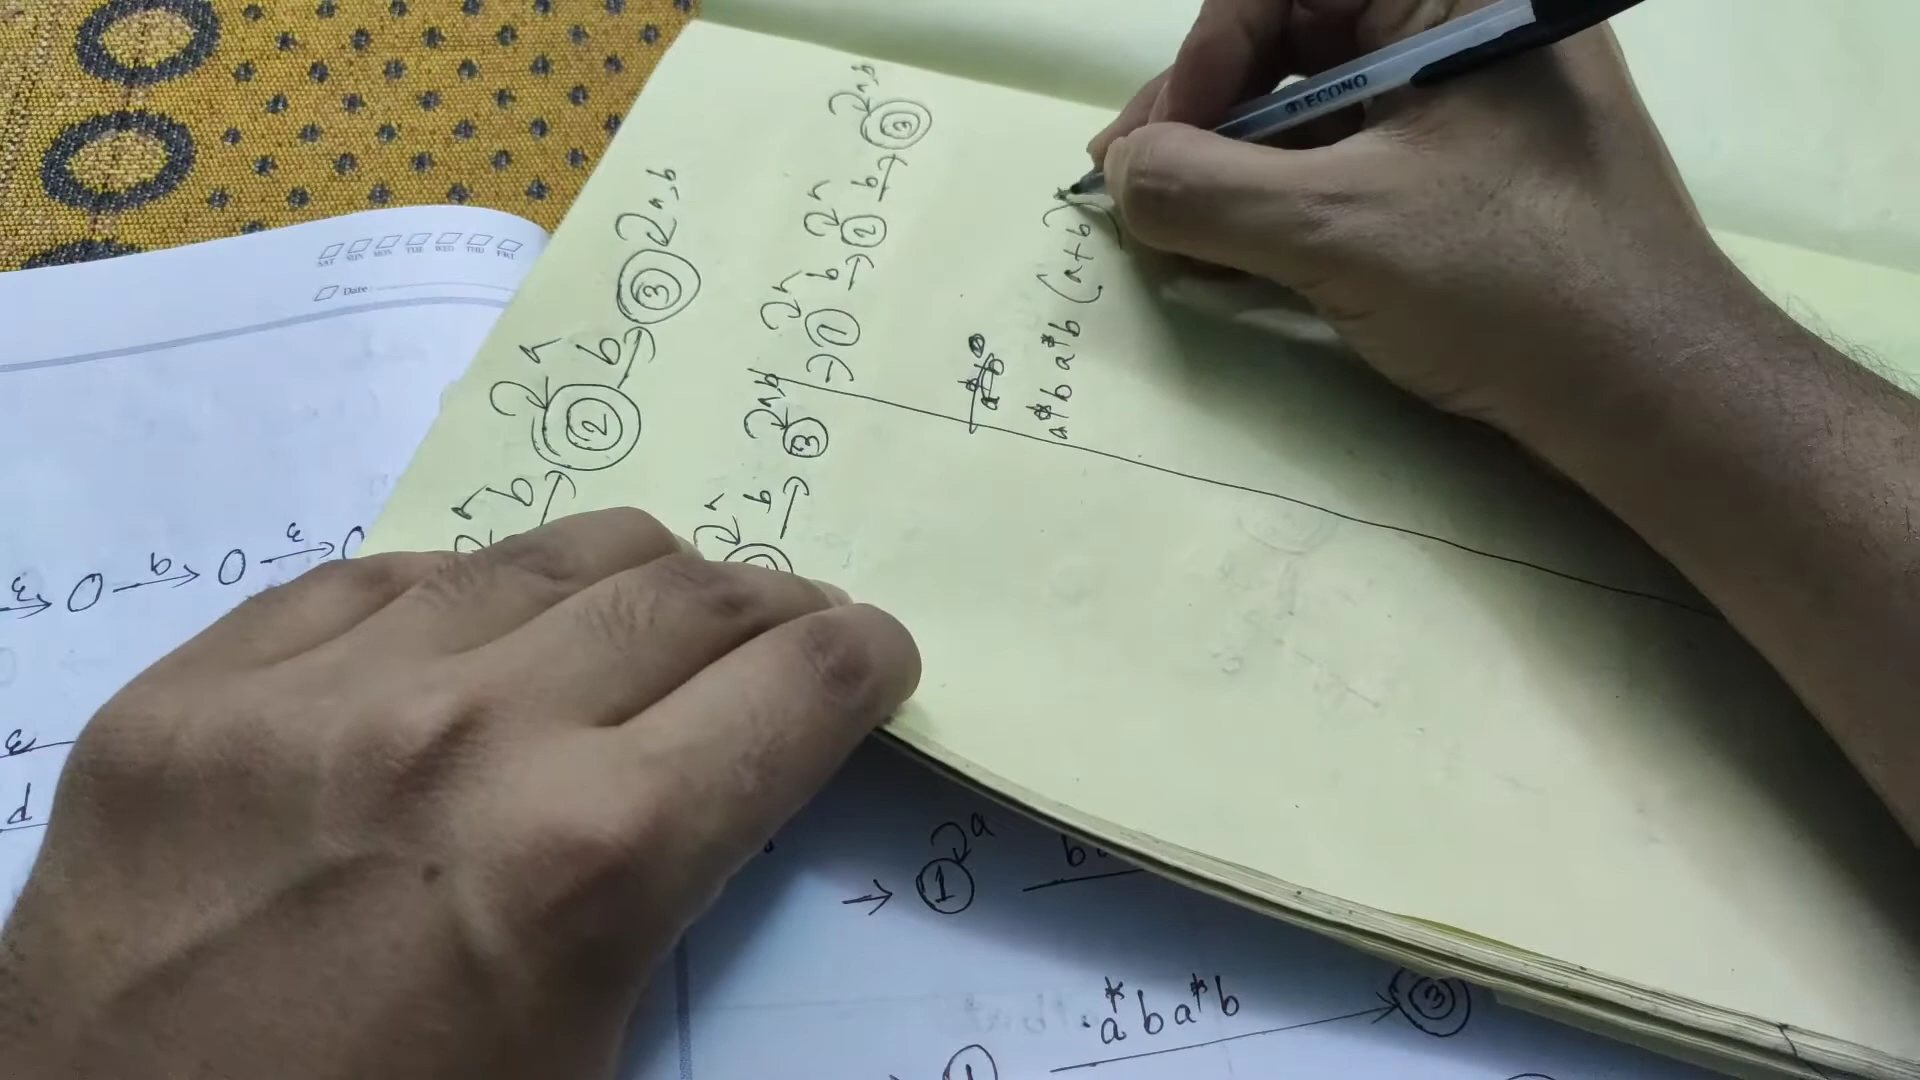 SAT SUN MON TUE WED THU FRI
Date
b 2 b 3 a,b
b 3 a,b
→ 1 b 2 b 3 a,b
a*b
a*ba*b(a+b)*
ε a ε
→ 1 a b
a*ba*b 3
1
ECONO